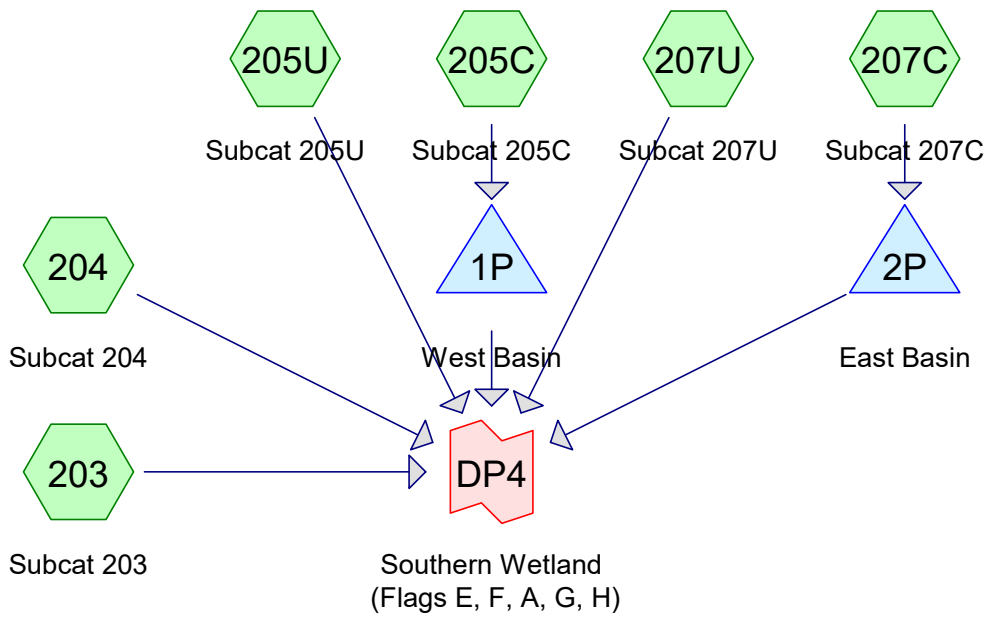 205U
205C
207U
207C
Subcat 205U
Subcat 205C
Subcat 207U
Subcat 207C
204
1P
2P
Subcat 204
West Basin
East Basin
203
DP4
Subcat 203
Southern Wetland
(Flags E, F, A, G, H)